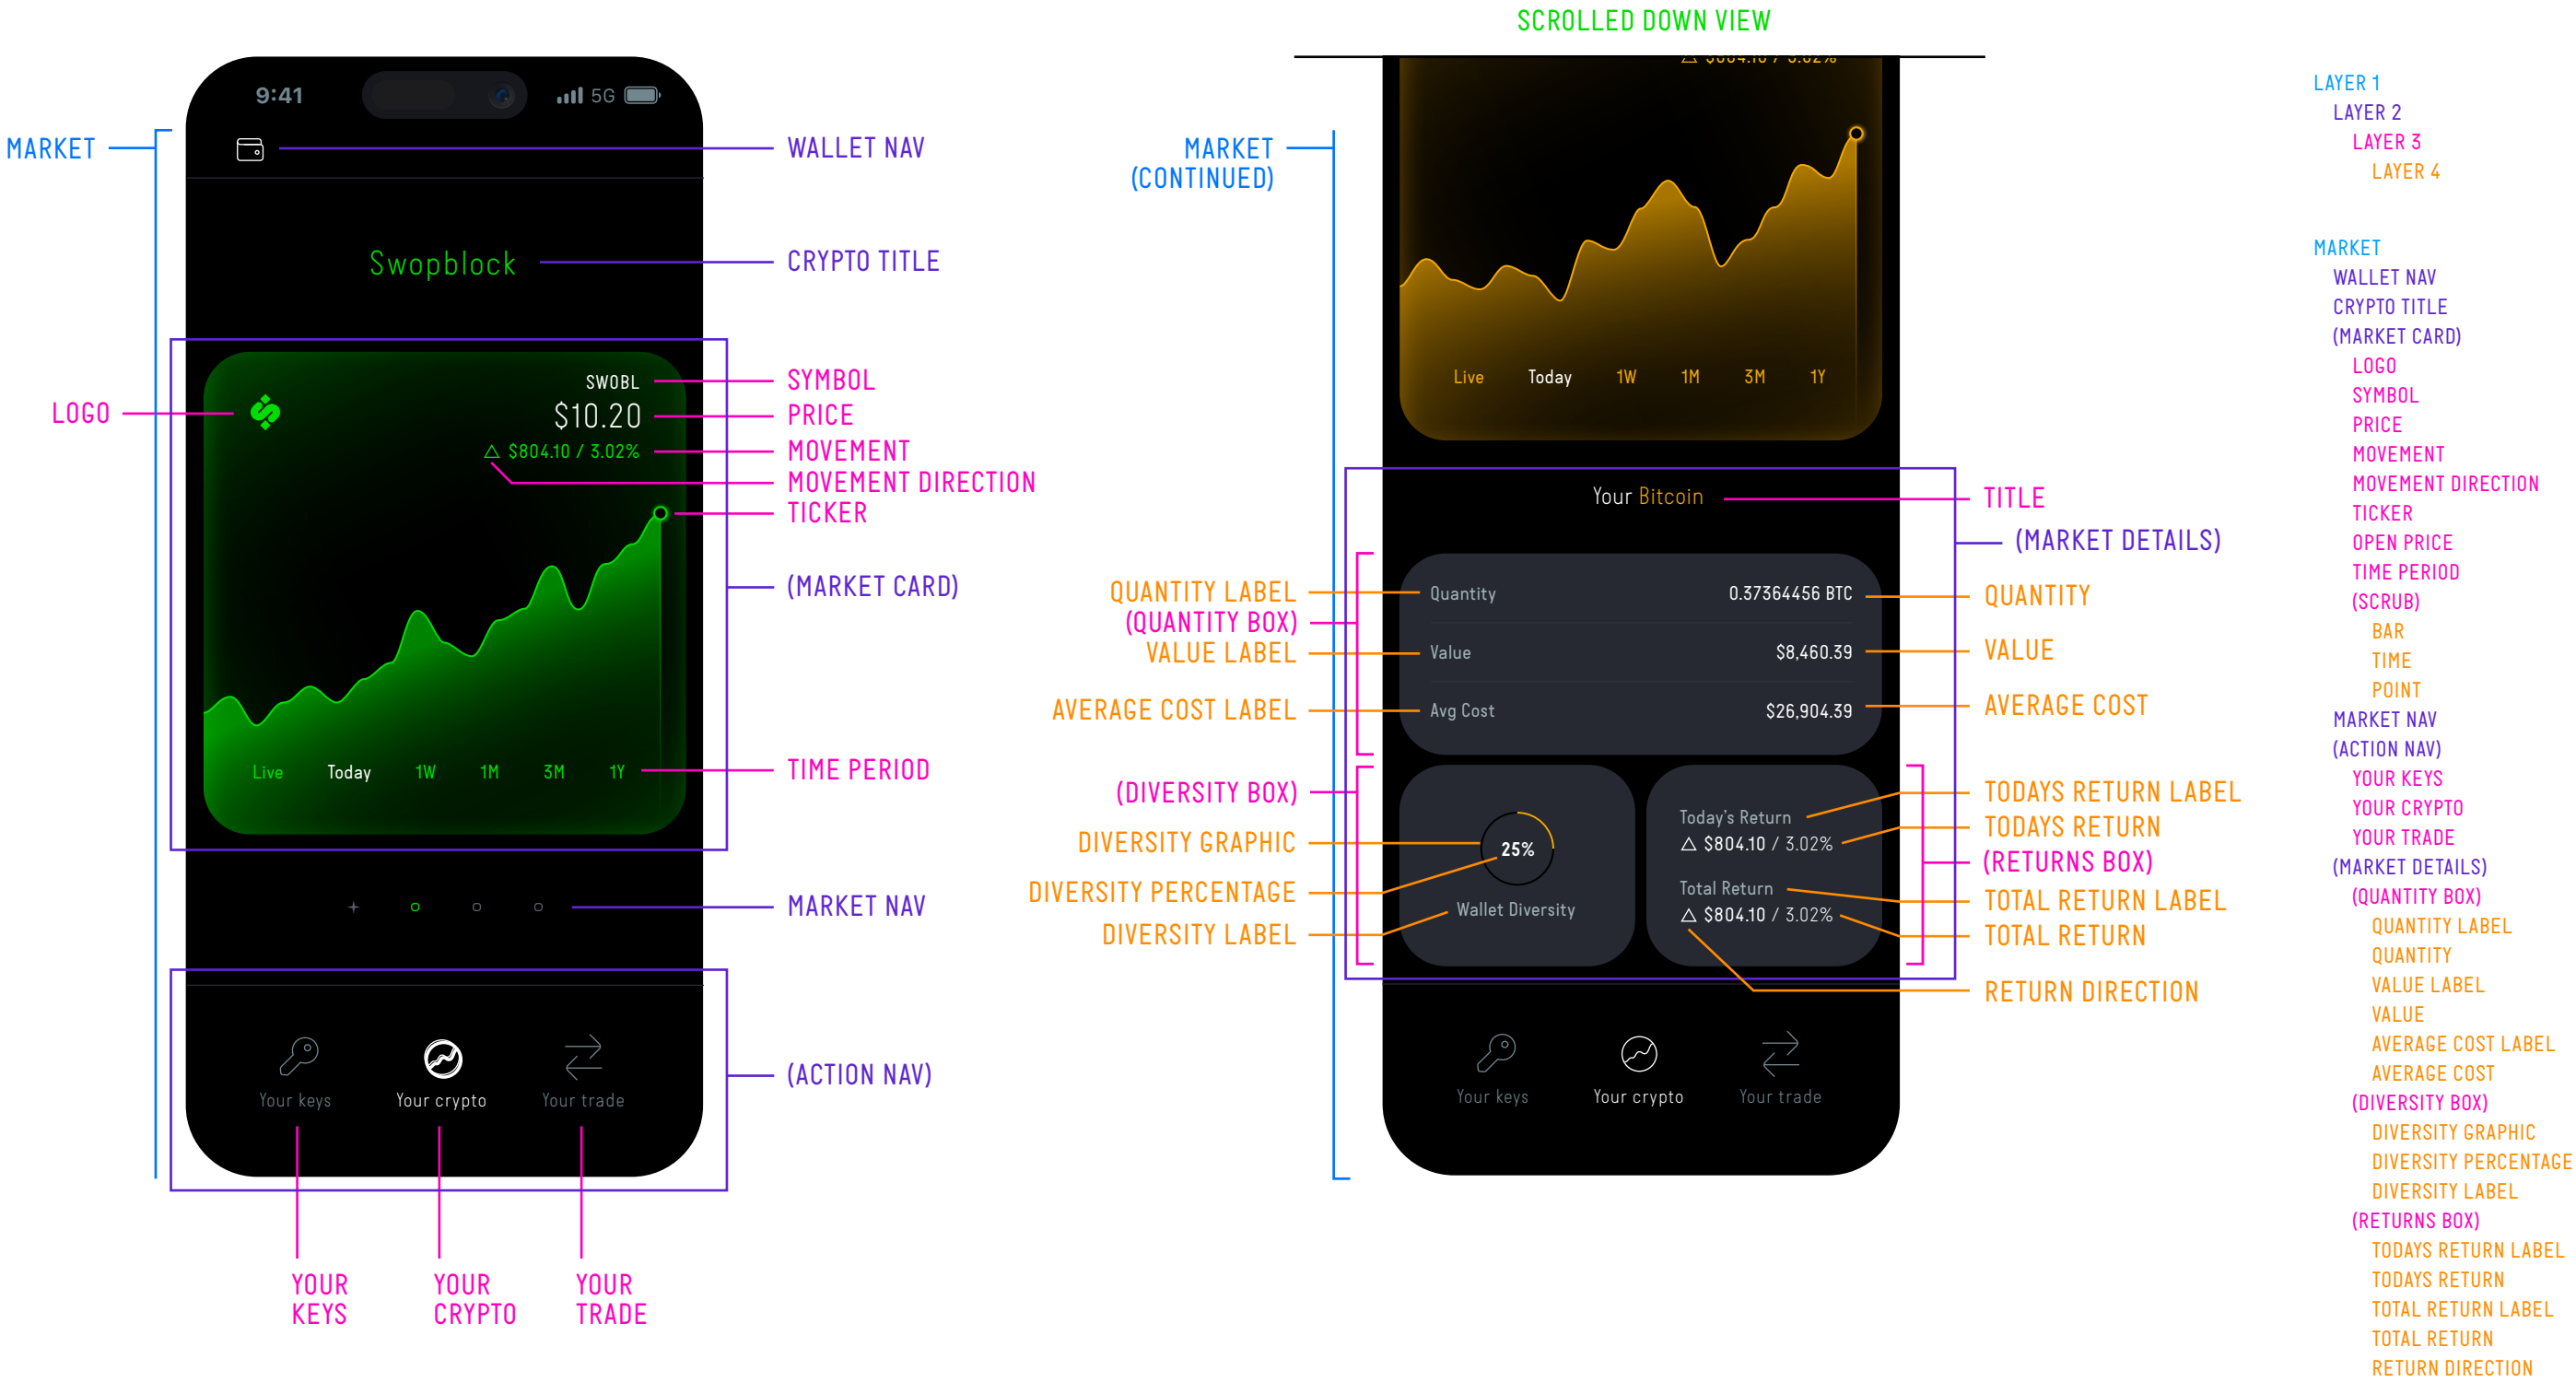 SCROLLED DOWN VIEW
9:41
5G
MARKET
WALLET NAV
Swopblock
CRYPTO TITLE
SWOBL
SYMBOL
LOGO
$10.20
PRICE
△ $804.10 / 3.02%
MOVEMENT
MOVEMENT DIRECTION
TICKER
(MARKET CARD)
Live
Today
1W
1M
3M
1Y
TIME PERIOD
MARKET NAV
(ACTION NAV)
Your keys
Your crypto
Your trade
YOUR
KEYS
YOUR
CRYPTO
YOUR
TRADE
△ $804.10 / 3.02%
MARKET
(CONTINUED)
Live
Today
1W
1M
3M
1Y
Your Bitcoin
TITLE
(MARKET DETAILS)
QUANTITY LABEL
(QUANTITY BOX)
VALUE LABEL
AVERAGE COST LABEL
Quantity
0.37364456 BTC
QUANTITY
Value
$8,460.39
VALUE
Avg Cost
$26,904.39
AVERAGE COST
(DIVERSITY BOX)
DIVERSITY GRAPHIC
DIVERSITY PERCENTAGE
DIVERSITY LABEL
25%
Wallet Diversity
Today's Return
△ $804.10 / 3.02%
Total Return
△ $804.10 / 3.02%
TODAYS RETURN LABEL
TODAYS RETURN
(RETURNS BOX)
TOTAL RETURN LABEL
TOTAL RETURN
RETURN DIRECTION
Your keys
Your crypto
Your trade
LAYER 1
LAYER 2
LAYER 3
LAYER 4
MARKET
WALLET NAV
CRYPTO TITLE
(MARKET CARD)
LOGO
SYMBOL
PRICE
MOVEMENT
MOVEMENT DIRECTION
TICKER
OPEN PRICE
TIME PERIOD
(SCRUB)
BAR
TIME
POINT
MARKET NAV
(ACTION NAV)
YOUR KEYS
YOUR CRYPTO
YOUR TRADE
(MARKET DETAILS)
(QUANTITY BOX)
QUANTITY LABEL
QUANTITY
VALUE LABEL
VALUE
AVERAGE COST LABEL
AVERAGE COST
(DIVERSITY BOX)
DIVERSITY GRAPHIC
DIVERSITY PERCENTAGE
DIVERSITY LABEL
(RETURNS BOX)
TODAYS RETURN LABEL
TODAYS RETURN
TOTAL RETURN LABEL
TOTAL RETURN
RETURN DIRECTION